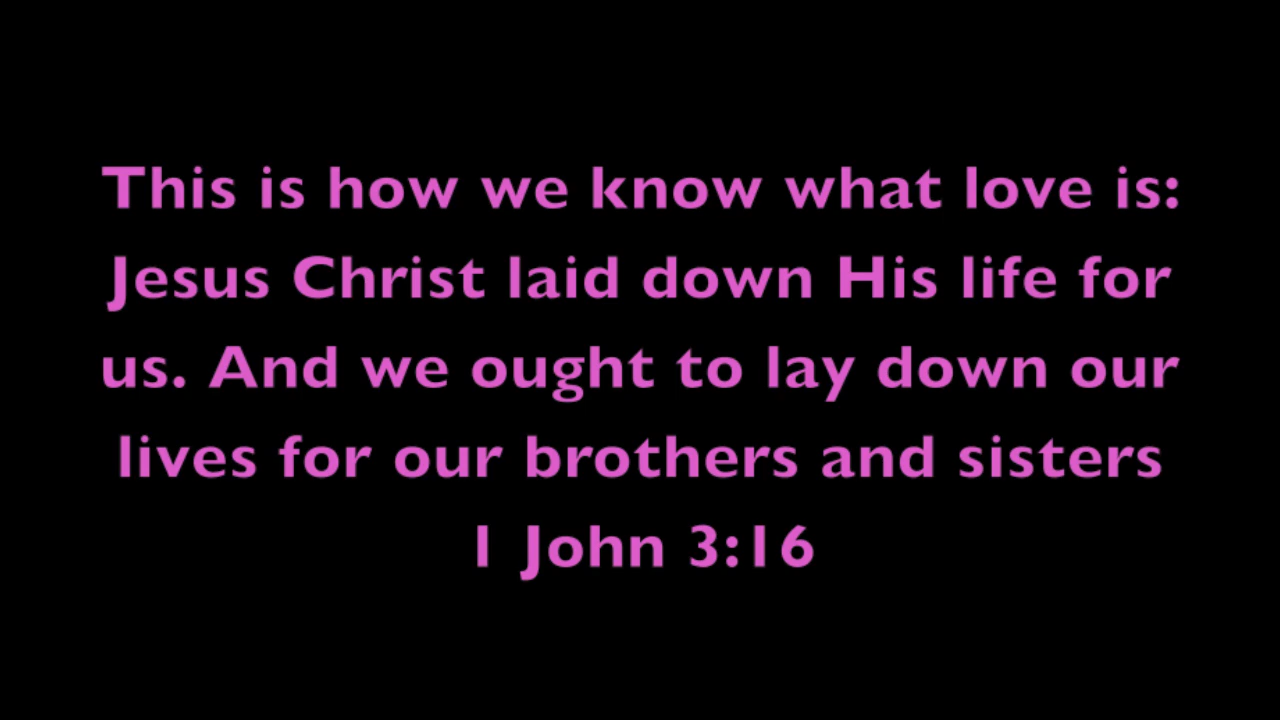 This is how we know what love is:
Jesus Christ laid down His life for
us. And we ought to lay down our
lives for our brothers and sisters
1 John 3:16